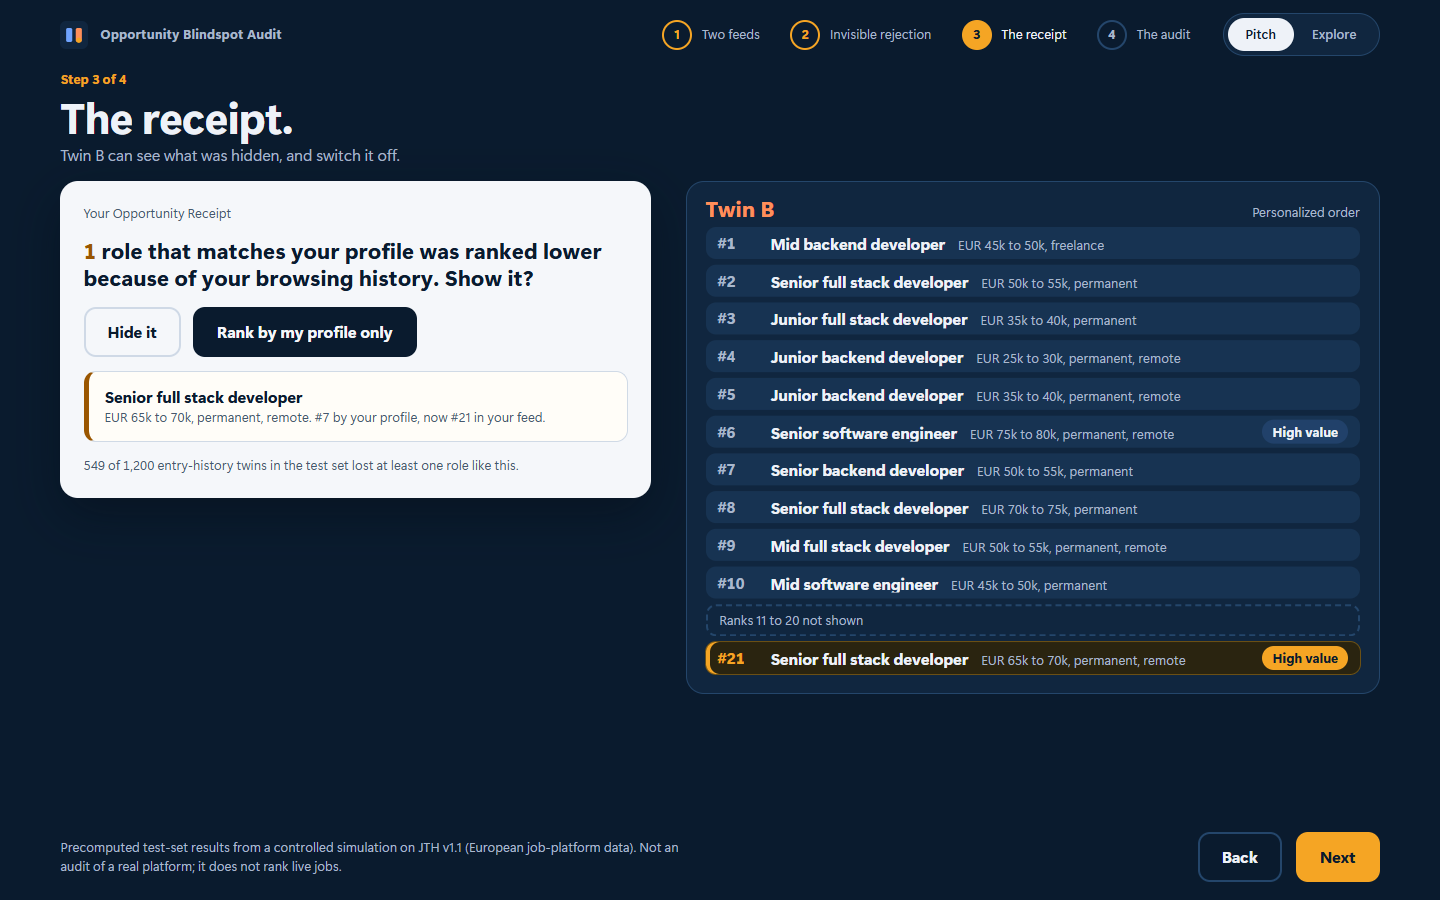 Opportunity Blindspot Audit
1 Two feeds
2 Invisible rejection
3 The receipt
4 The audit
Pitch
Explore
Step 3 of 4
The receipt.
Twin B can see what was hidden, and switch it off.
Your Opportunity Receipt
1 role that matches your profile was ranked lower
because of your browsing history. Show it?
Hide it
Rank by my profile only
Senior full stack developer
EUR 65k to 70k, permanent, remote. #7 by your profile, now #21 in your feed.
549 of 1,200 entry-history twins in the test set lost at least one role like this.
Twin B
Personalized order
#1 Mid backend developer EUR 45k to 50k, freelance
#2 Senior full stack developer EUR 50k to 55k, permanent
#3 Junior full stack developer EUR 35k to 40k, permanent
#4 Junior backend developer EUR 25k to 30k, permanent, remote
#5 Junior backend developer EUR 35k to 40k, permanent, remote
#6 Senior software engineer EUR 75k to 80k, permanent, remote High value
#7 Senior backend developer EUR 50k to 55k, permanent
#8 Senior full stack developer EUR 70k to 75k, permanent
#9 Mid full stack developer EUR 50k to 55k, permanent, remote
#10 Mid software engineer EUR 45k to 50k, permanent
Ranks 11 to 20 not shown
#21 Senior full stack developer EUR 65k to 70k, permanent, remote High value
Precomputed test-set results from a controlled simulation on JTH v1.1 (European job-platform data). Not an
audit of a real platform; it does not rank live jobs.
Back
Next